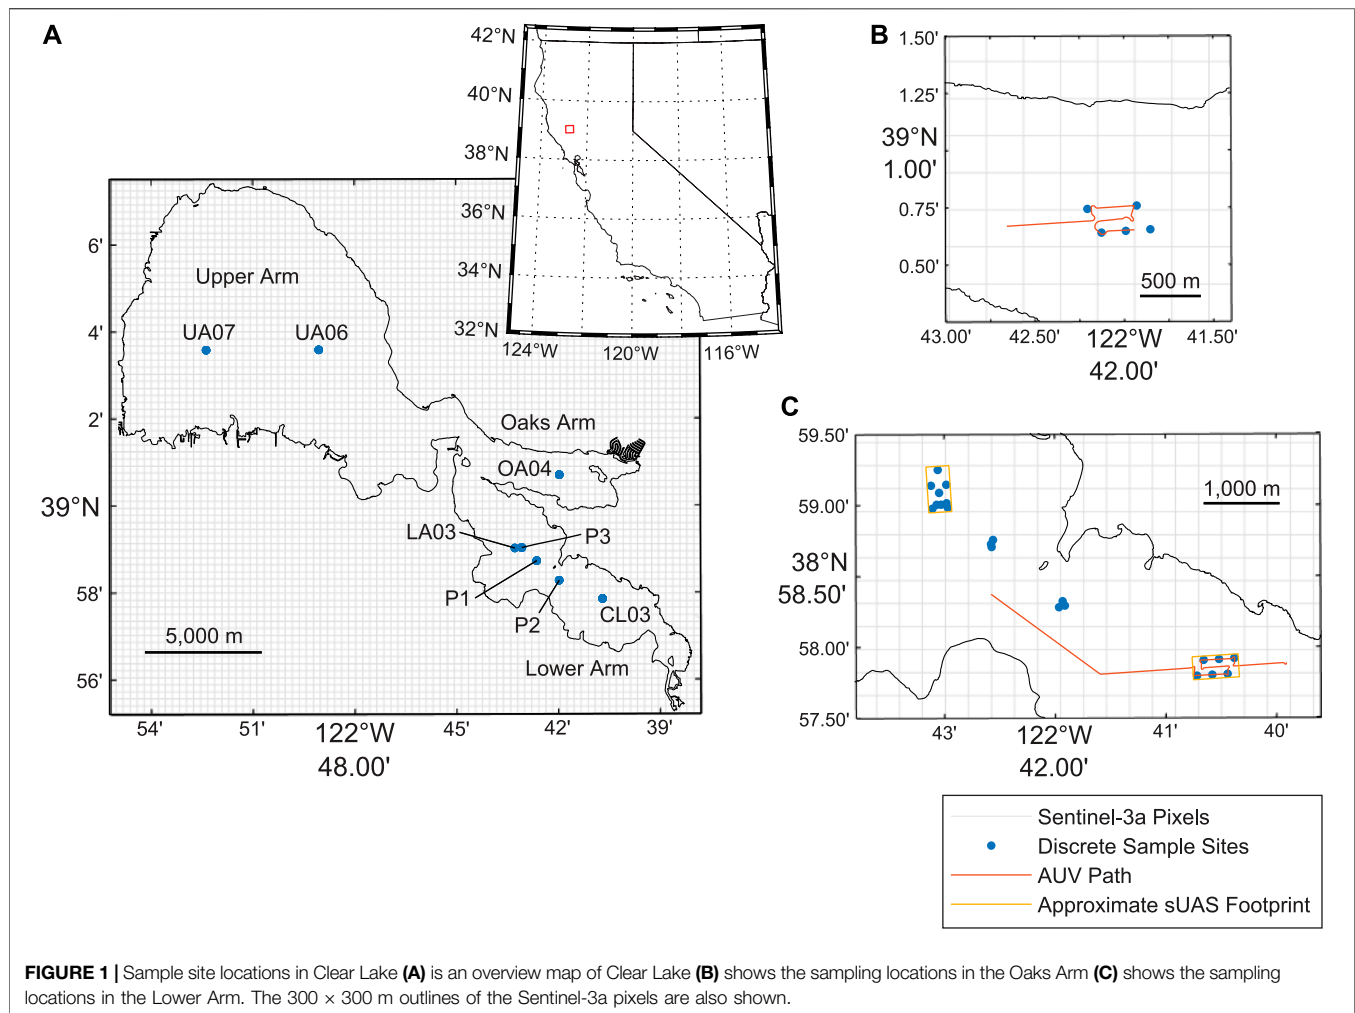 A
42°N
40°N
38°N
36°N
34°N
32°N
124°W
120°W
116°W
6'
4'
2'
39°N
58'
56'
54'
51'
122°W
48.00'
45'
42'
39'
Upper Arm
UA07
UA06
Oaks Arm
OA04
LA03
P3
P1
P2
CL03
Lower Arm
5,000 m
B
1.50'
1.25'
39°N
1.00'
0.75'
0.50'
500 m
43.00'
42.50'
122°W
42.00'
41.50'
C
59.50'
59.00'
38°N
58.50'
58.00'
57.50'
1,000 m
43'
122°W
42.00'
41'
40'
Sentinel-3a Pixels
Discrete Sample Sites
AUV Path
Approximate sUAS Footprint
FIGURE 1 | Sample site locations in Clear Lake (A) is an overview map of Clear Lake (B) shows the sampling locations in the Oaks Arm (C) shows the sampling
locations in the Lower Arm. The 300 × 300 m outlines of the Sentinel-3a pixels are also shown.